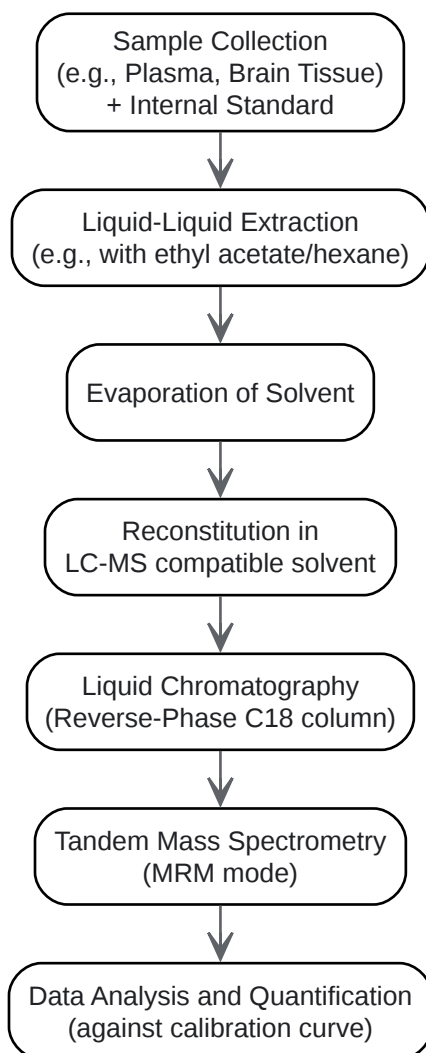 Sample Collection
(e.g., Plasma, Brain Tissue)
+ Internal Standard
Liquid-Liquid Extraction
(e.g., with ethyl acetate/hexane)
Evaporation of Solvent
Reconstitution in
LC-MS compatible solvent
Liquid Chromatography
(Reverse-Phase C18 column)
Tandem Mass Spectrometry
(MRM mode)
Data Analysis and Quantification
(against calibration curve)